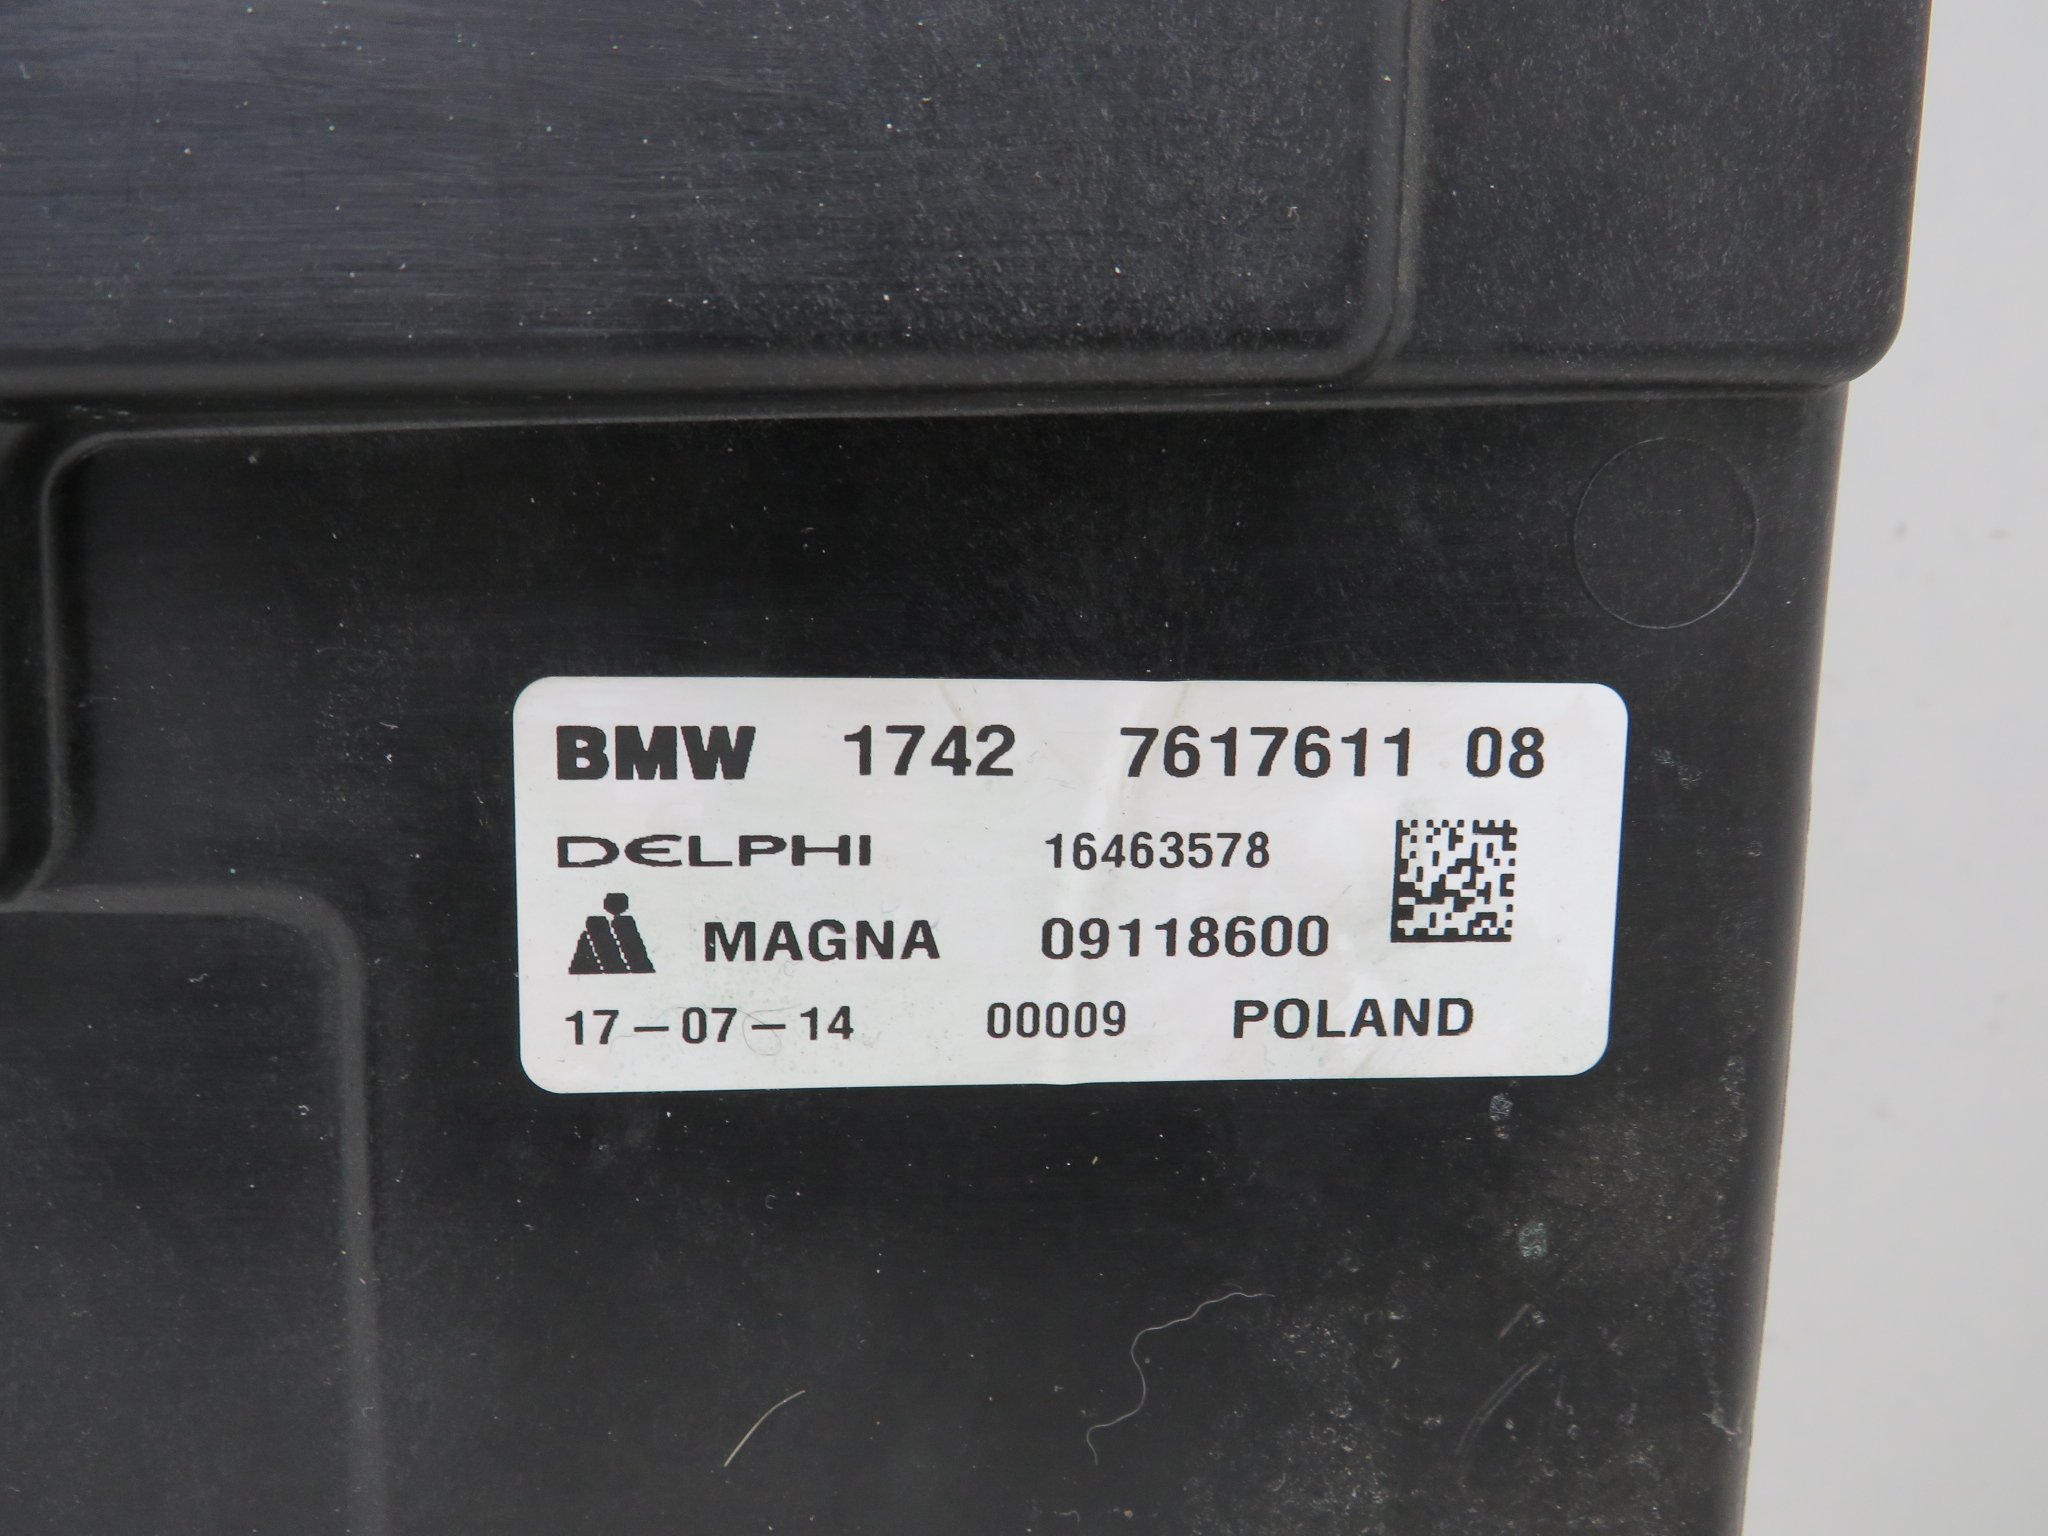 BMW 1742 7617611 08
DELPHI 16463578
MAGNA 09118600
17-07-14 00009 POLAND